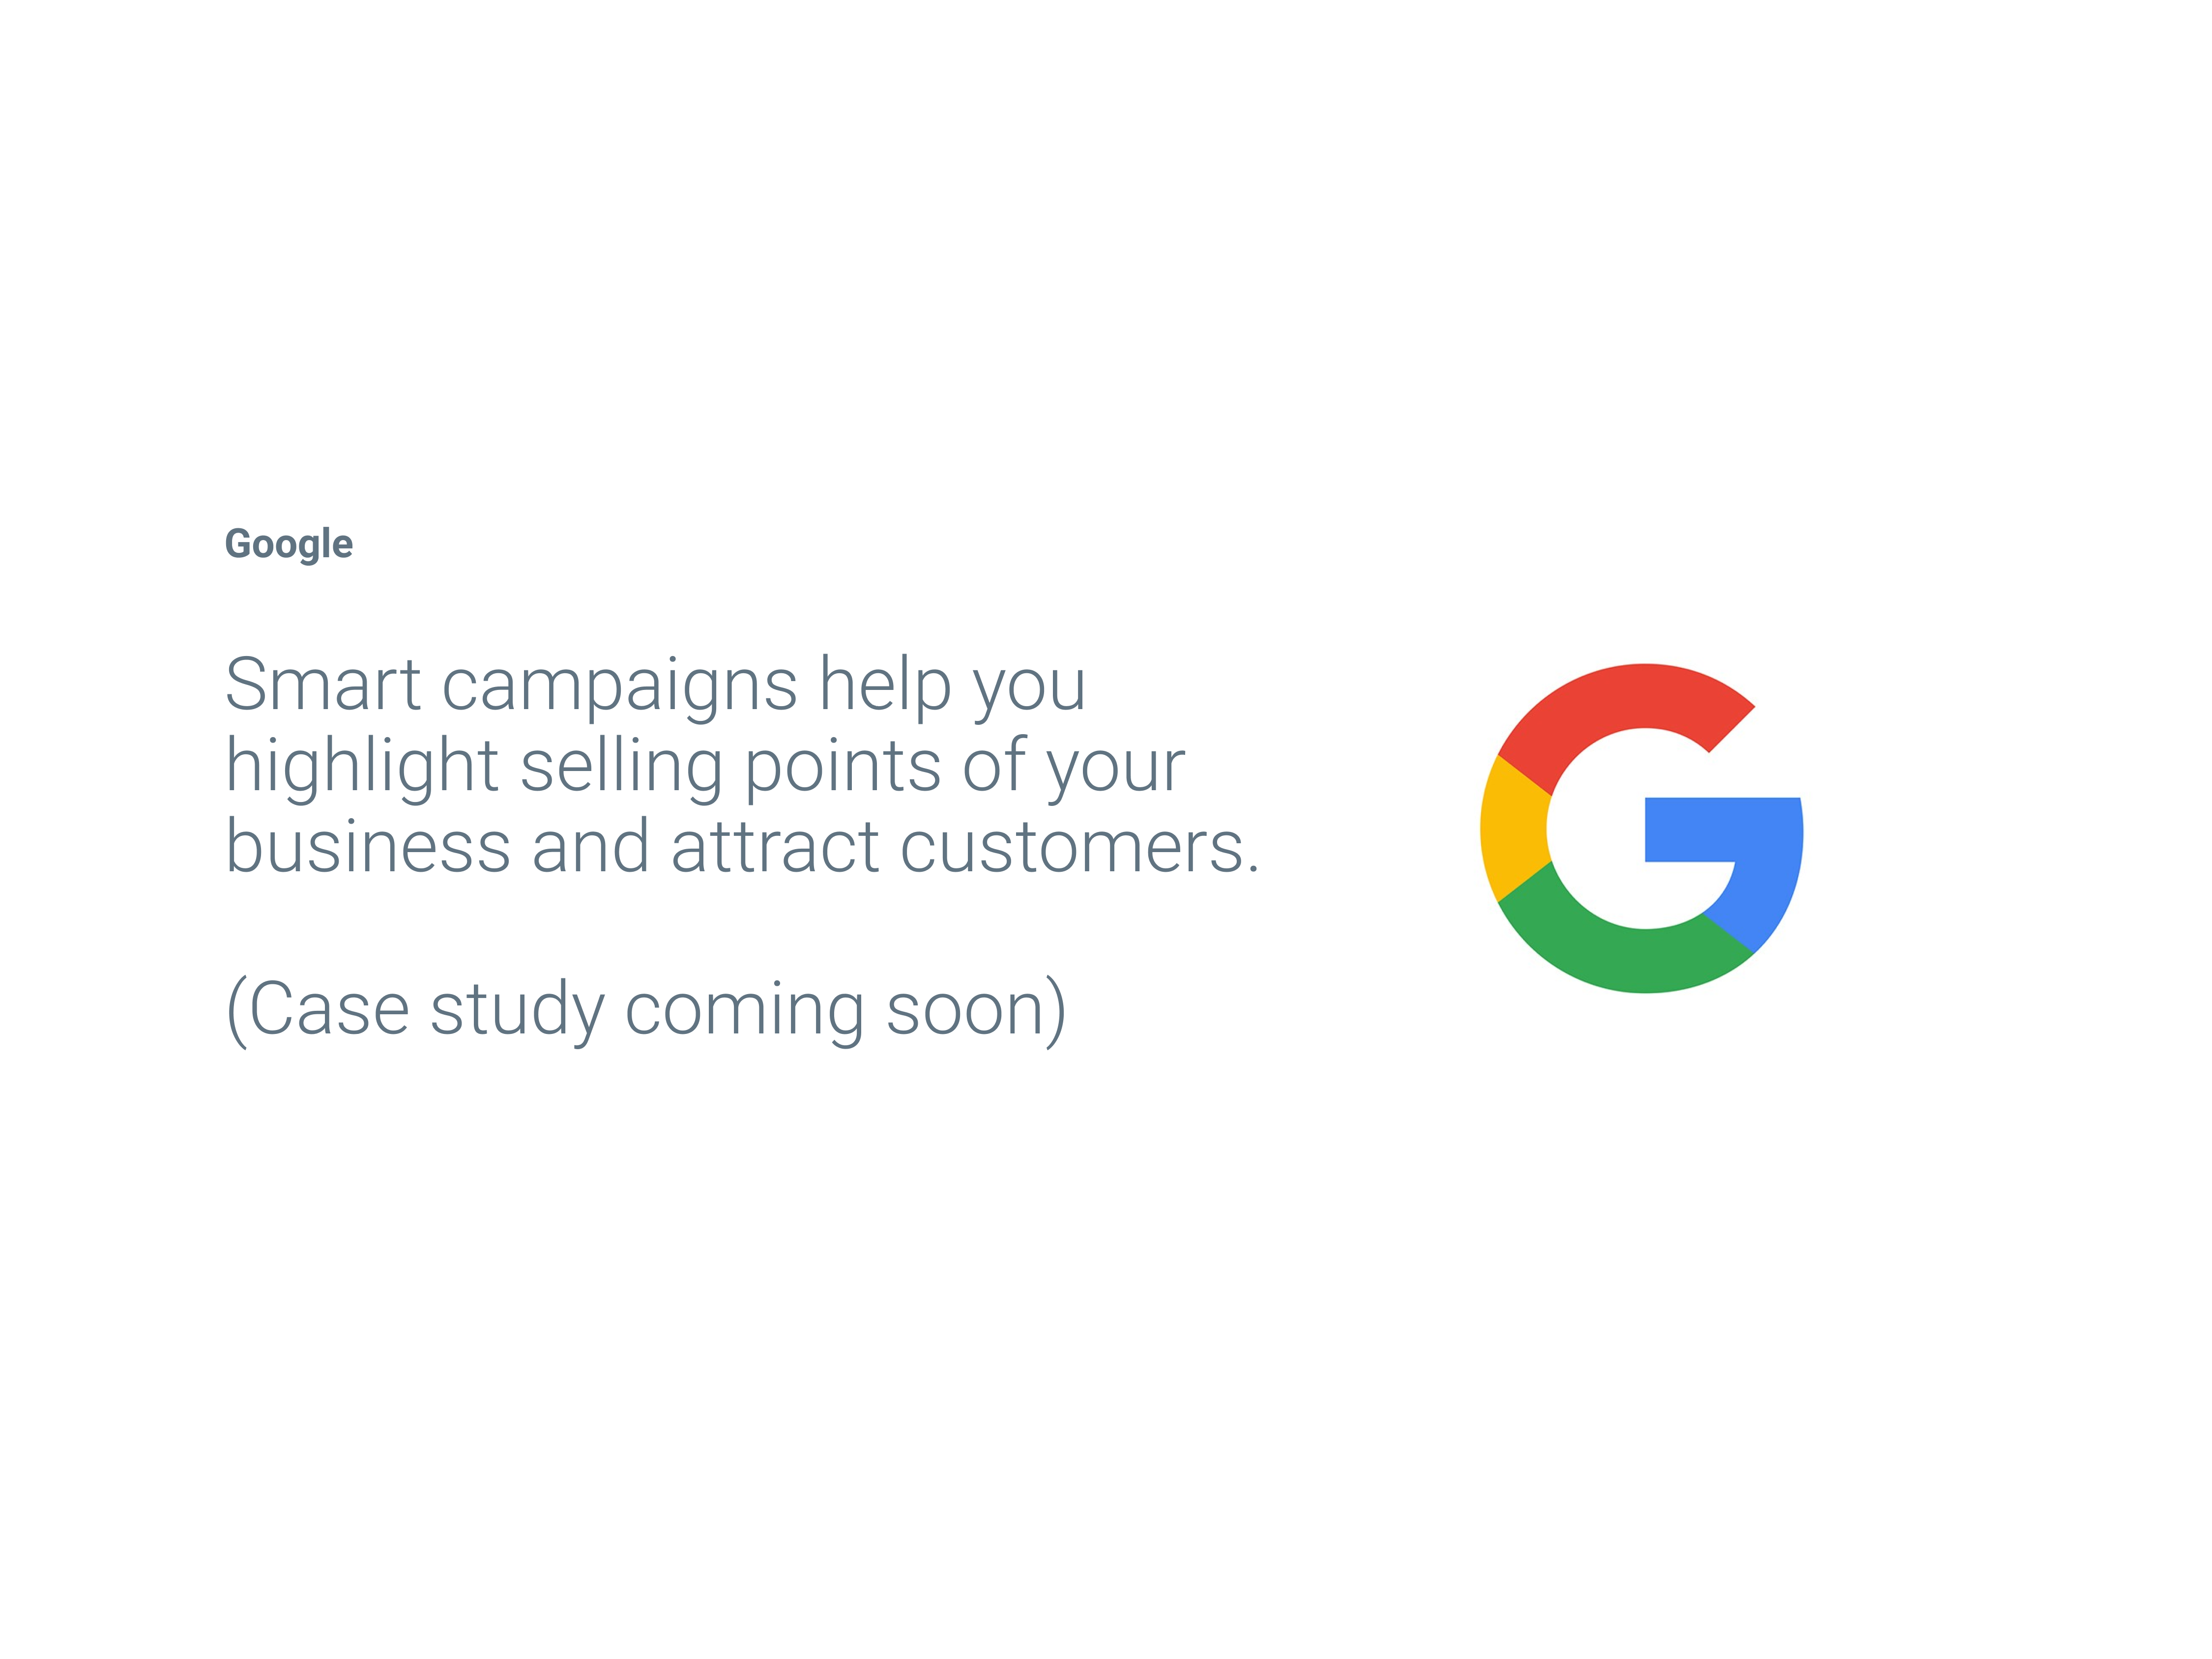 Google
Smart campaigns help you
highlight selling points of your
business and attract customers.
(Case study coming soon)